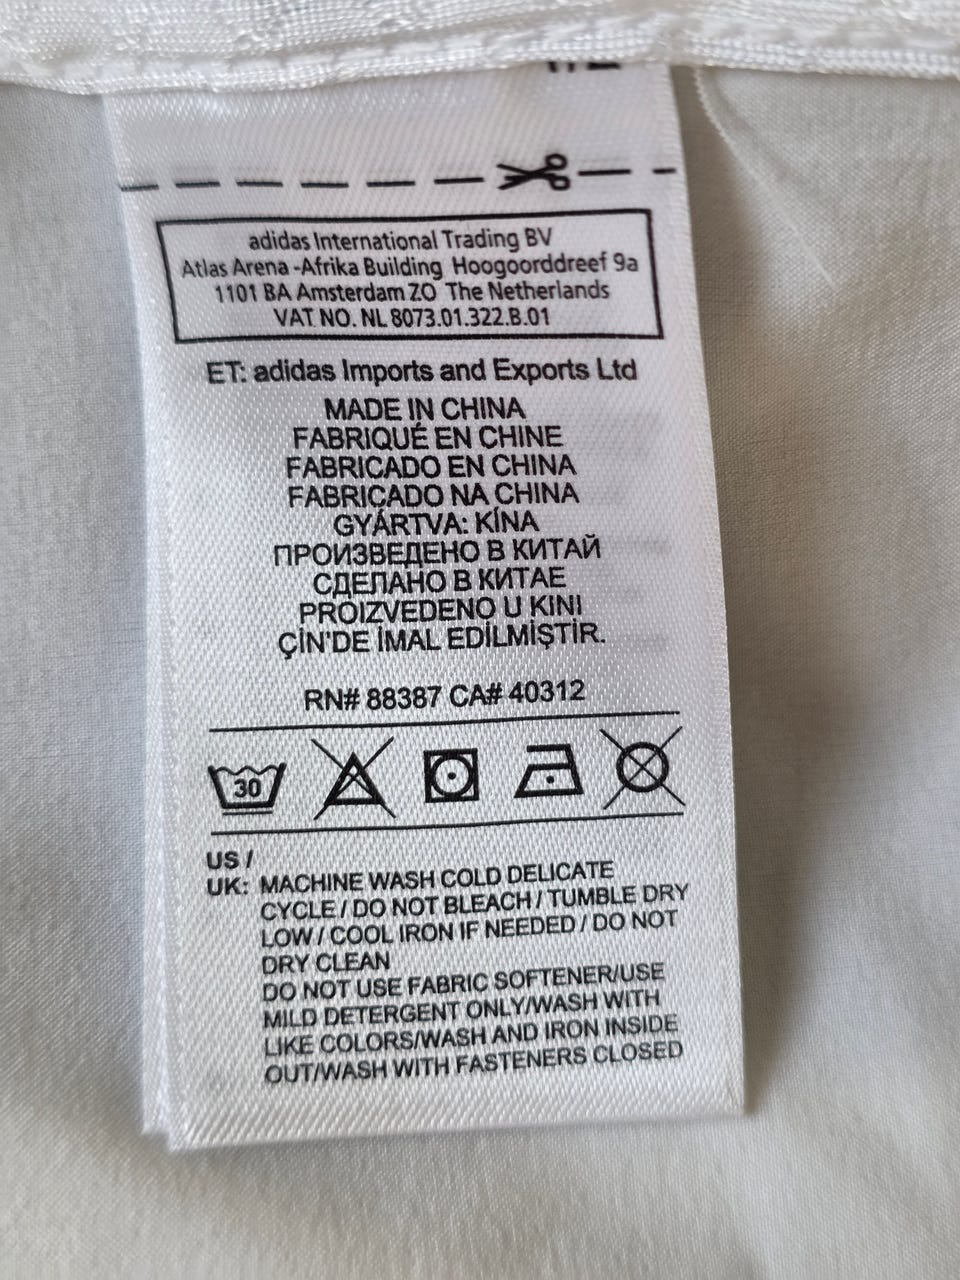 adidas International Trading BV
Atlas Arena -Afrika Building Hoogoorddreef 9a
1101 BA Amsterdam ZO The Netherlands
VAT NO. NL 8073.01.322.B.01
ET: adidas Imports and Exports Ltd
MADE IN CHINA
FABRIQUÉ EN CHINE
FABRICADO EN CHINA
FABRICADO NA CHINA
GYÁRTVA: KÍNA
ПРОИЗВЕДЕНО В КИТАЙ
СДЕЛАНО В КИТАЕ
PROIZVEDENO U KINI
ÇİN'DE İMAL EDİLMİŞTİR.
RN# 88387 CA# 40312
30
US /
UK: MACHINE WASH COLD DELICATE
CYCLE / DO NOT BLEACH / TUMBLE DRY
LOW / COOL IRON IF NEEDED / DO NOT
DRY CLEAN
DO NOT USE FABRIC SOFTENER/USE
MILD DETERGENT ONLY/WASH WITH
LIKE COLORS/WASH AND IRON INSIDE
OUT/WASH WITH FASTENERS CLOSED